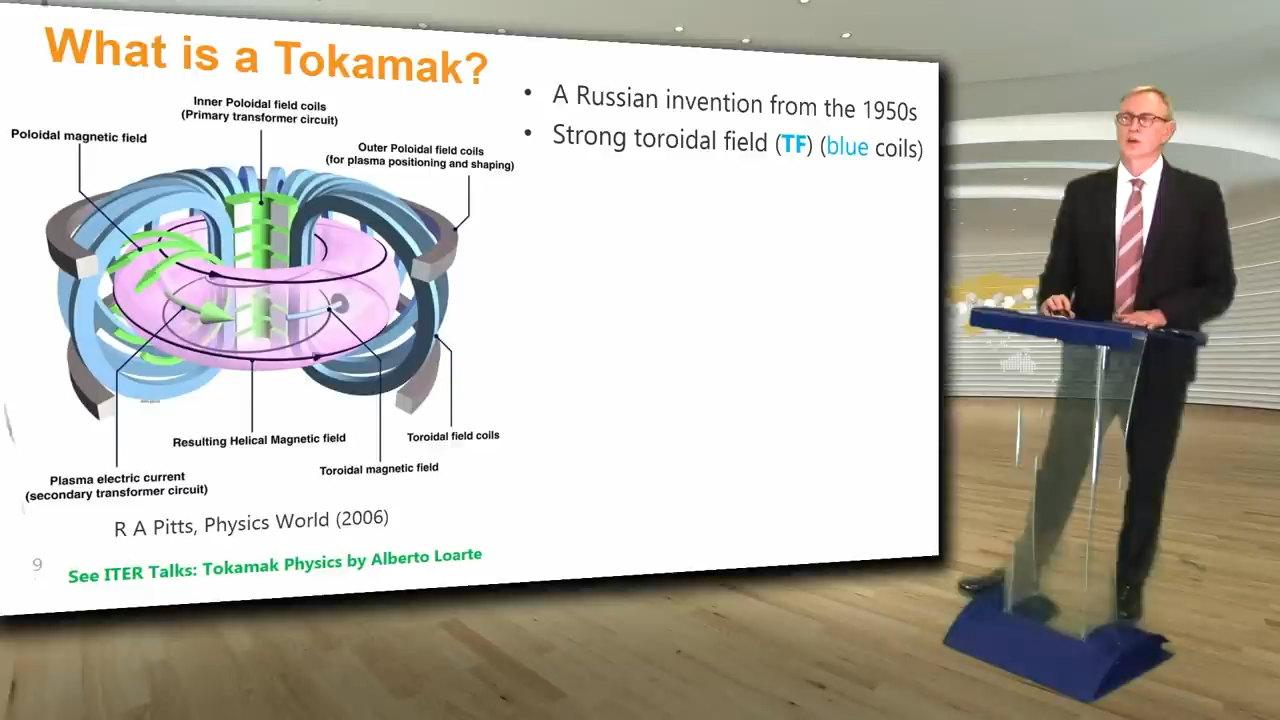 What is a Tokamak?
Inner Poloidal field coils
(Primary transformer circuit)
Poloidal magnetic field
Outer Poloidal field coils
(for plasma positioning and shaping)
Resulting Helical Magnetic field
Toroidal field coils
Toroidal magnetic field
Plasma electric current
(secondary transformer circuit)
R A Pitts, Physics World (2006)
9
See ITER Talks: Tokamak Physics by Alberto Loarte
• A Russian invention from the 1950s
• Strong toroidal field (TF) (blue coils)